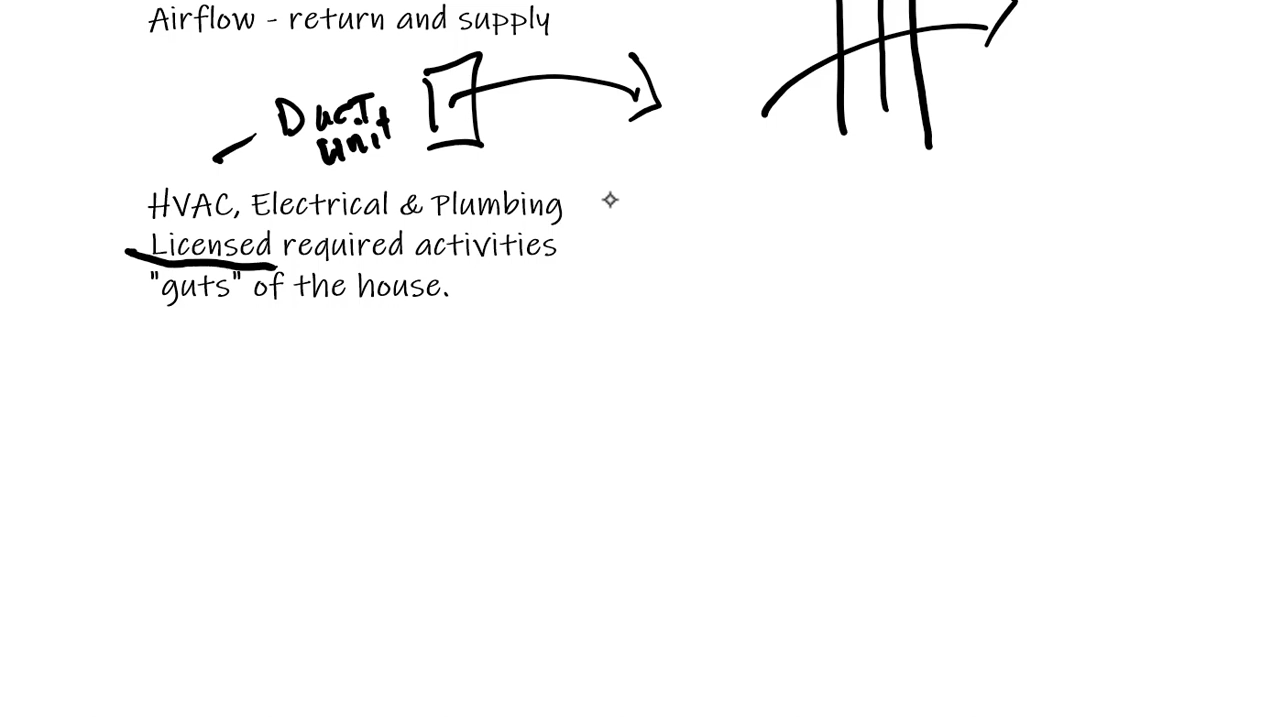 Airflow - return and supply
Duct
unit
HVAC, Electrical & Plumbing
Licensed required activities
"guts" of the house.